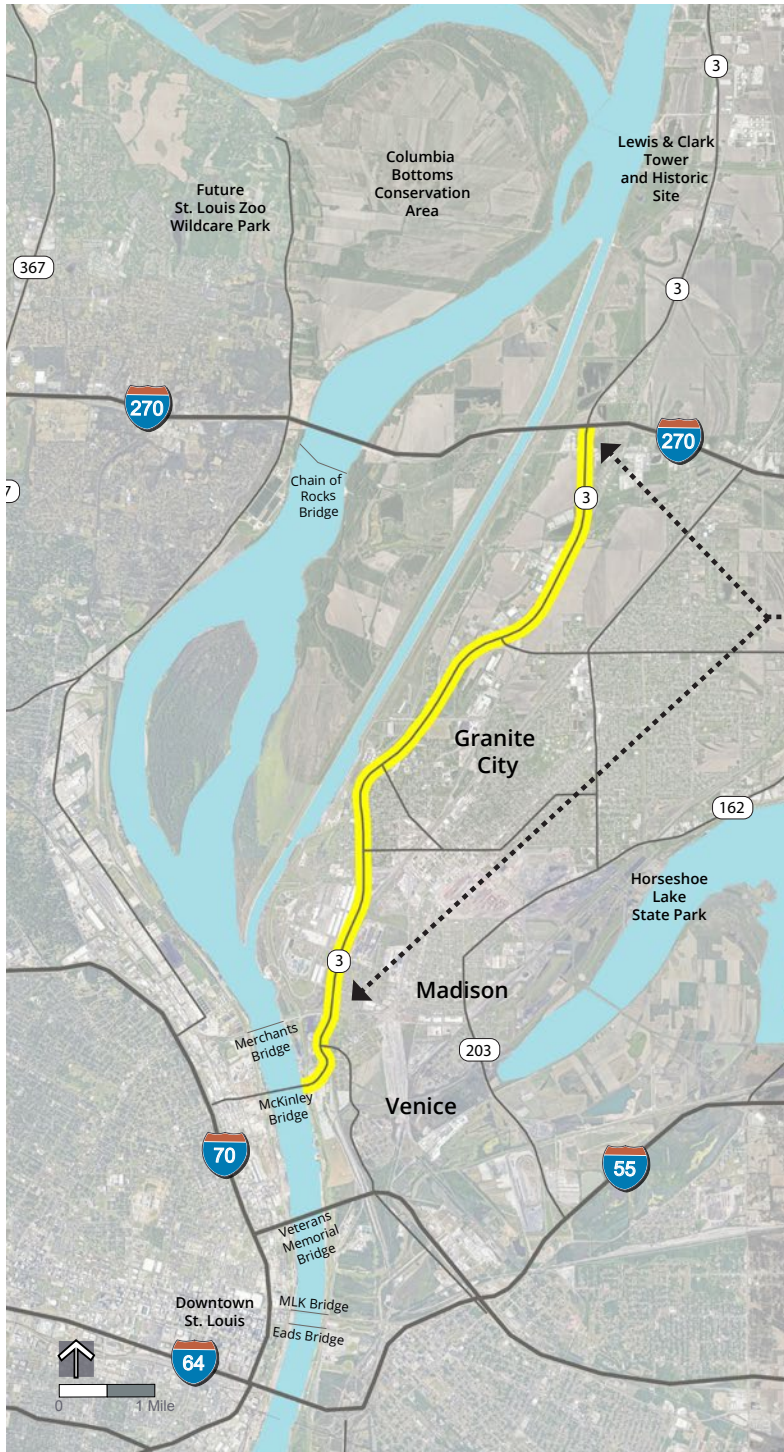 3
Lewis & Clark
Tower
and Historic
Site
Columbia
Bottoms
Conservation
Area
Future
St. Louis Zoo
Wildcare Park
367
3
270
270
Chain of
Rocks
Bridge
7
3
Granite
City
162
Horseshoe
Lake
State Park
3
Madison
Merchants
Bridge
203
McKinley
Bridge
Venice
70
55
Veterans
Memorial
Bridge
Downtown
St. Louis
MLK Bridge
Eads Bridge
64
0
1 Mile